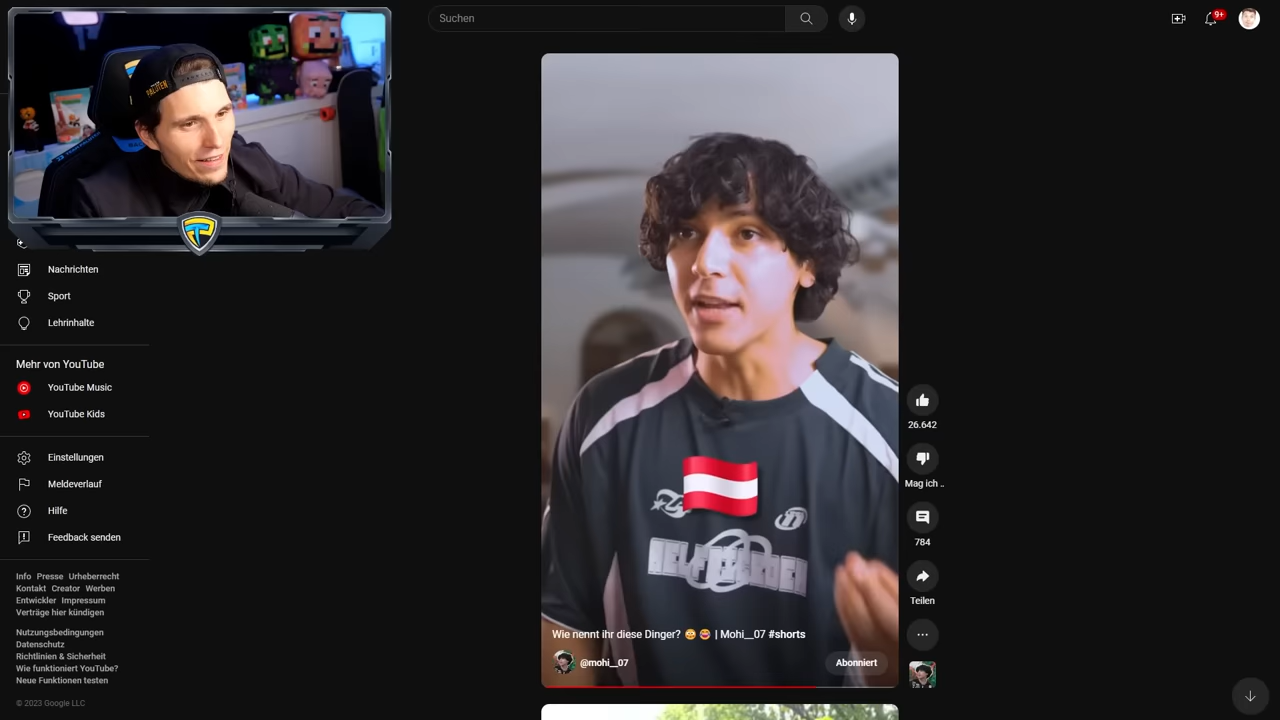 Suchen
9+
PALUTEN
Nachrichten
Sport
Lehrinhalte
Mehr von YouTube
YouTube Music
YouTube Kids
Einstellungen
Meldeverlauf
Hilfe
Feedback senden
Info Presse Urheberrecht
Kontakt Creator Werben
Entwickler Impressum
Verträge hier kündigen
Nutzungsbedingungen
Datenschutz
Richtlinien & Sicherheit
Wie funktioniert YouTube?
Neue Funktionen testen
© 2023 Google LLC
Wie nennt ihr diese Dinger? 😳 😂 | Mohi__07 #shorts
@mohi__07
Abonniert
26.642
Mag ich ..
784
Teilen